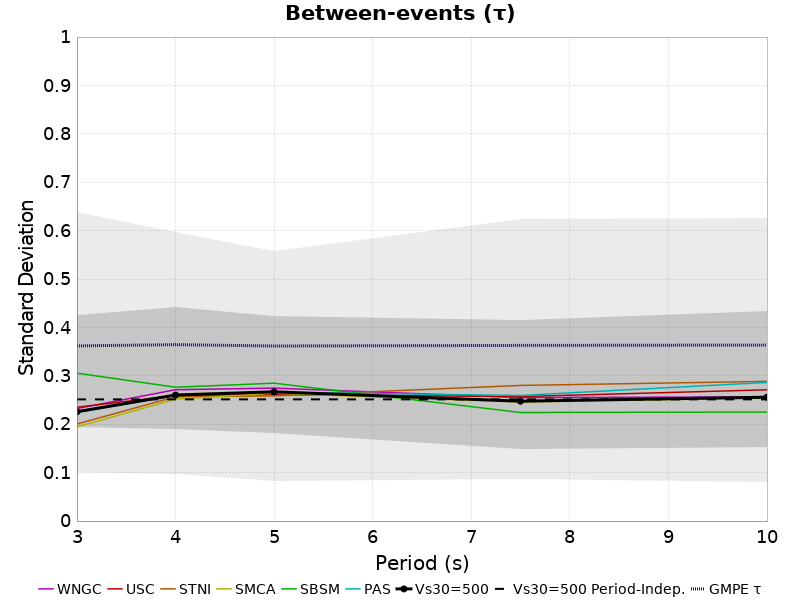 Between-events (τ)
1
0.9
0.8
0.7
0.6
0.5
0.4
0.3
0.2
0.1
0
Standard Deviation
3 4 5 6 7 8 9 10
Period (s)
WNGC USC STNI SMCA SBSM PAS Vs30=500 Vs30=500 Period-Indep. GMPE τ